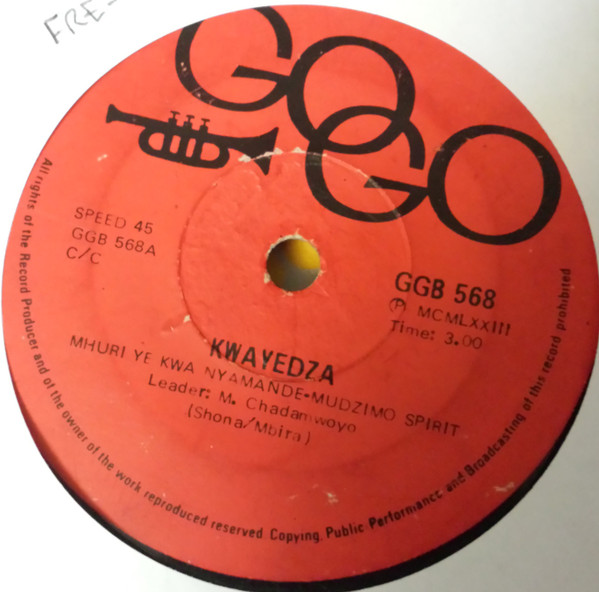 FRE-
GO
GO
SPEED 45
GGB 568A
C/C
GGB 568
Ⓟ MCMLXXIII
Time: 3.00
KWAYEDZA
MHURI YE KWA NYAMANDE-MUDZIMO SPIRIT
Leader: M. Chadamwoyo
(Shona/Mbira)
All rights of the Record Producer and of the owner of the work reproduced reserved. Copying, Public Performance and Broadcasting of this record prohibited